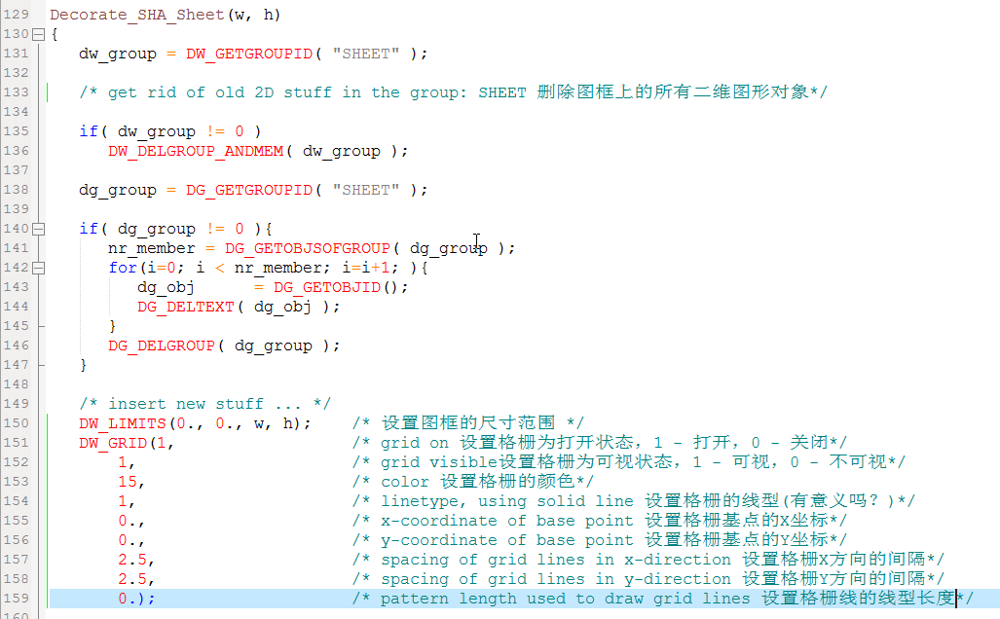 129 Decorate_SHA_Sheet(w, h)
130 {
131 dw_group = DW_GETGROUPID( "SHEET" );
132
133 /* get rid of old 2D stuff in the group: SHEET 删除图框上的所有二维图形对象*/
134
135 if( dw_group != 0 )
136 DW_DELGROUP_ANDMEM( dw_group );
137
138 dg_group = DG_GETGROUPID( "SHEET" );
139
140 if( dg_group != 0 ){
141 nr_member = DG_GETOBJSOFGROUP( dg_group );
142 for(i=0; i < nr_member; i=i+1; ){
143 dg_obj = DG_GETOBJID();
144 DG_DELTEXT( dg_obj );
145 }
146 DG_DELGROUP( dg_group );
147 }
148
149 /* insert new stuff ... */
150 DW_LIMITS(0., 0., w, h); /* 设置图框的尺寸范围 */
151 DW_GRID(1, /* grid on 设置格栅为打开状态，1 - 打开，0 - 关闭*/
152 1, /* grid visible设置格栅为可视状态，1 - 可视，0 - 不可视*/
153 15, /* color 设置格栅的颜色*/
154 1, /* linetype, using solid line 设置格栅的线型(有意义吗？)*/
155 0., /* x-coordinate of base point 设置格栅基点的X坐标*/
156 0., /* y-coordinate of base point 设置格栅基点的Y坐标*/
157 2.5, /* spacing of grid lines in x-direction 设置格栅X方向的间隔*/
158 2.5, /* spacing of grid lines in y-direction 设置格栅Y方向的间隔*/
159 0.); /* pattern length used to draw grid lines 设置格栅线的线型长度*/
160